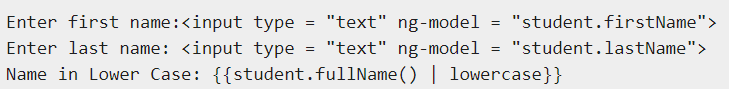 Enter first name:<input type = "text" ng-model = "student.firstName">
Enter last name: <input type = "text" ng-model = "student.lastName">
Name in Lower Case: {{student.fullName() | lowercase}}